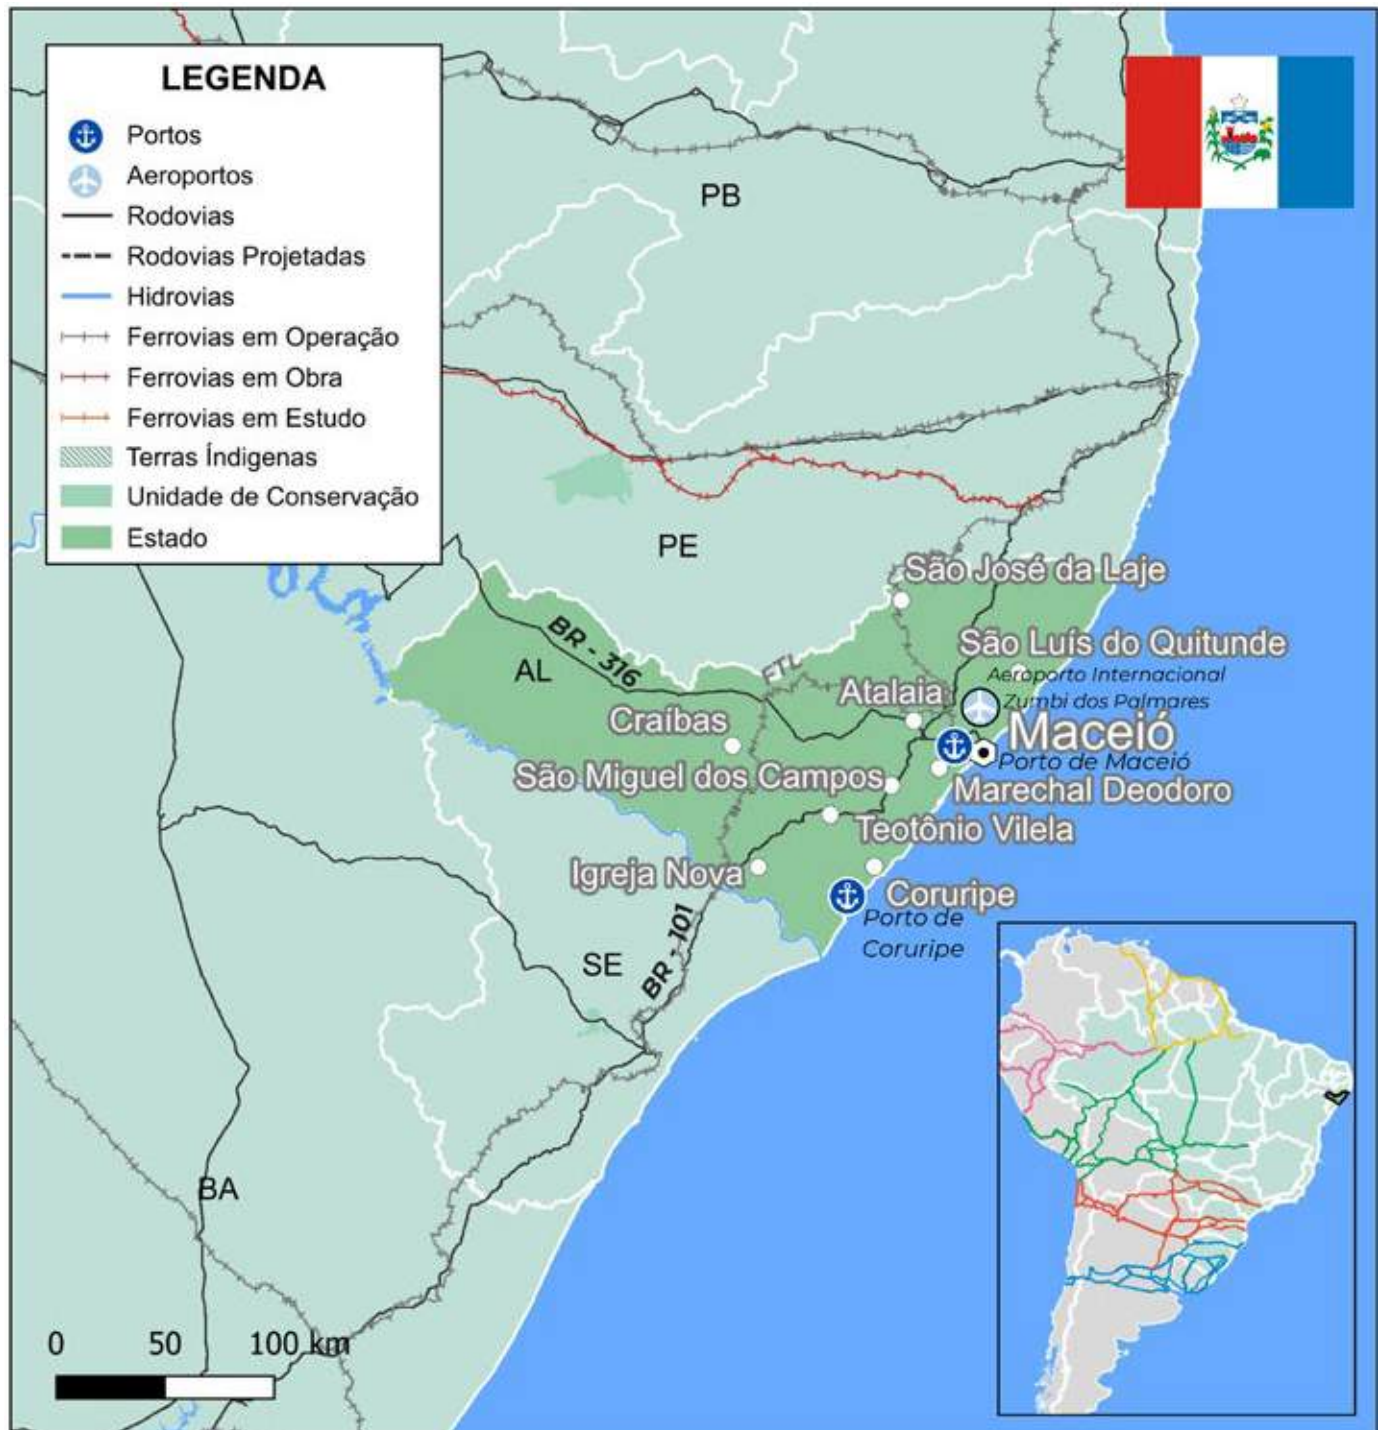 LEGENDA
Portos
Aeroportos
Rodovias
Rodovias Projetadas
Hidrovias
Ferrovias em Operação
Ferrovias em Obra
Ferrovias em Estudo
Terras Índigenas
Unidade de Conservação
Estado
PB
PE
São José da Laje
BR - 316
São Luís do Quitunde
AL
FTL
Aeroporto Internacional
Zumbi dos Palmares
Atalaia
Craíbas
Maceió
Porto de Maceió
São Miguel dos Campos
Marechal Deodoro
Teotônio Vilela
Igreja Nova
Coruripe
Porto de
Coruripe
BR - 101
SE
BA
0 50 100 km